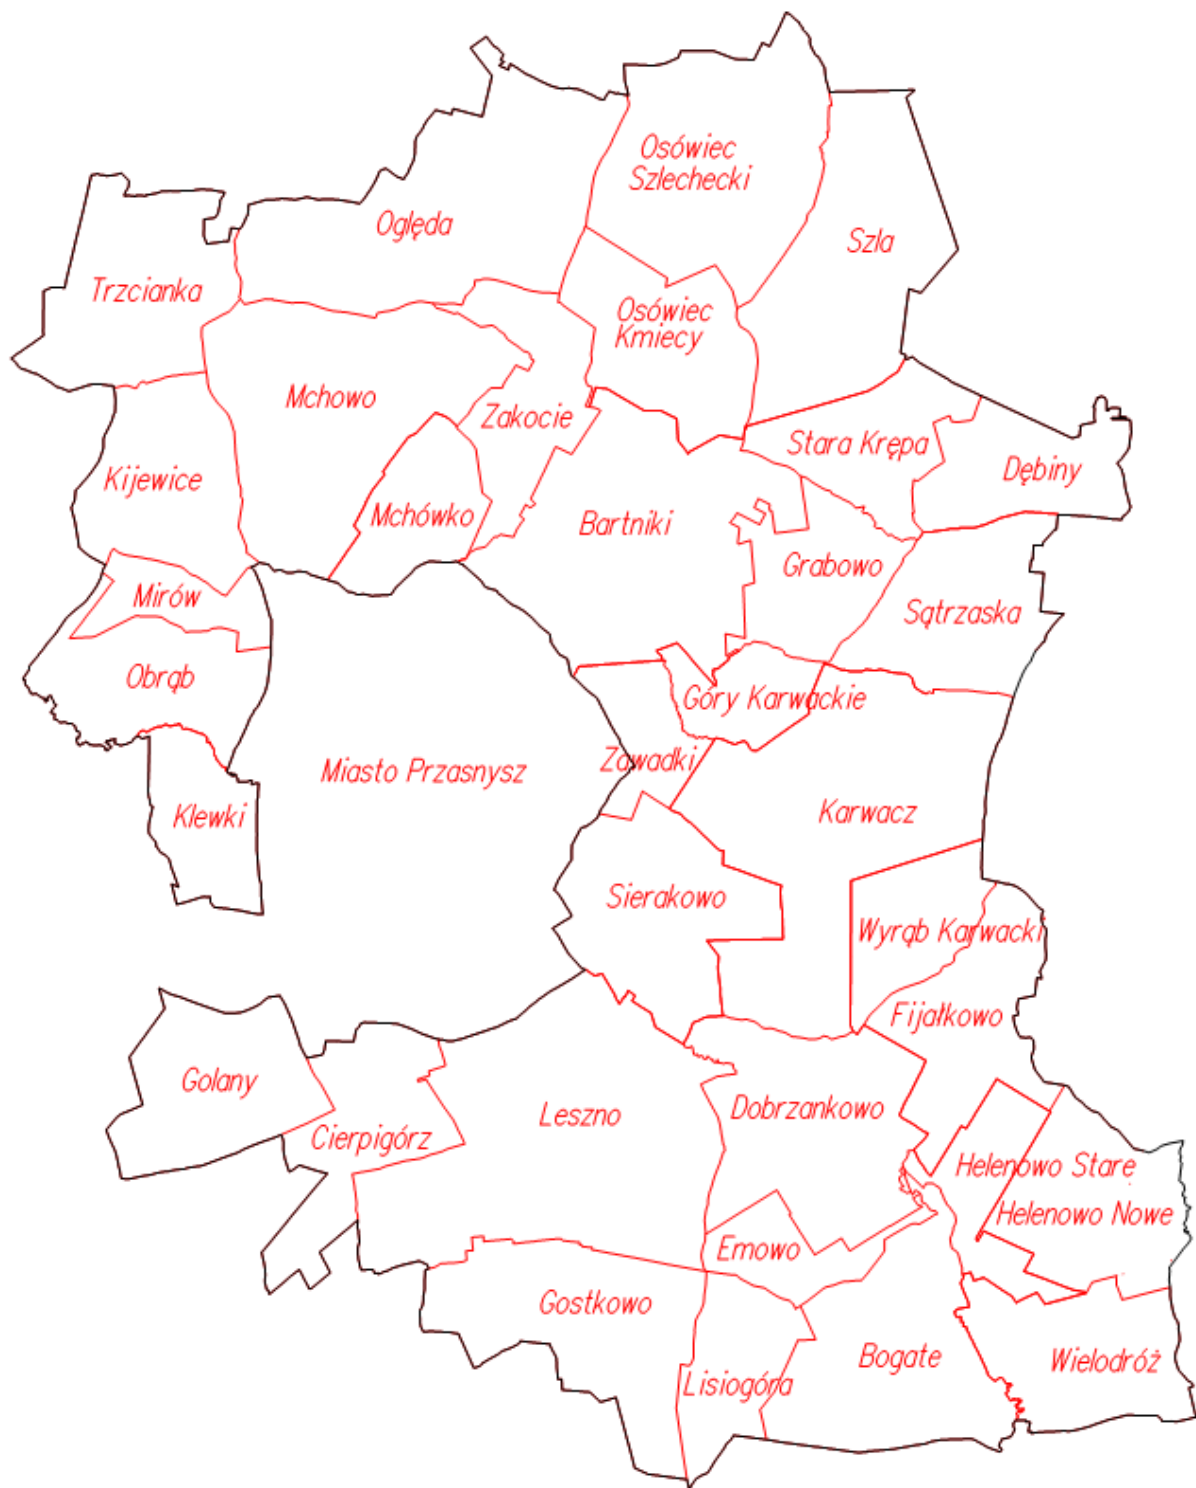 Osówiec
Szlechecki
Oględa
Szla
Trzcianka
Osówiec
Kmiecy
Mchowo
Zakocie
Stara Krępa
Dębiny
Kijewice
Mchówko
Bartniki
Grabowo
Mirów
Sątrzaska
Obrąb
Góry Karwackie
Zawadki
Miasto Przasnysz
Klewki
Karwacz
Sierakowo
Wyrąb Karwacki
Fijałkowo
Golany
Leszno
Dobrzankowo
Cierpigórz
Helenowo Stare
Helenowo Nowe
Emowo
Gostkowo
Bogate
Wielodróż
Lisiogóra